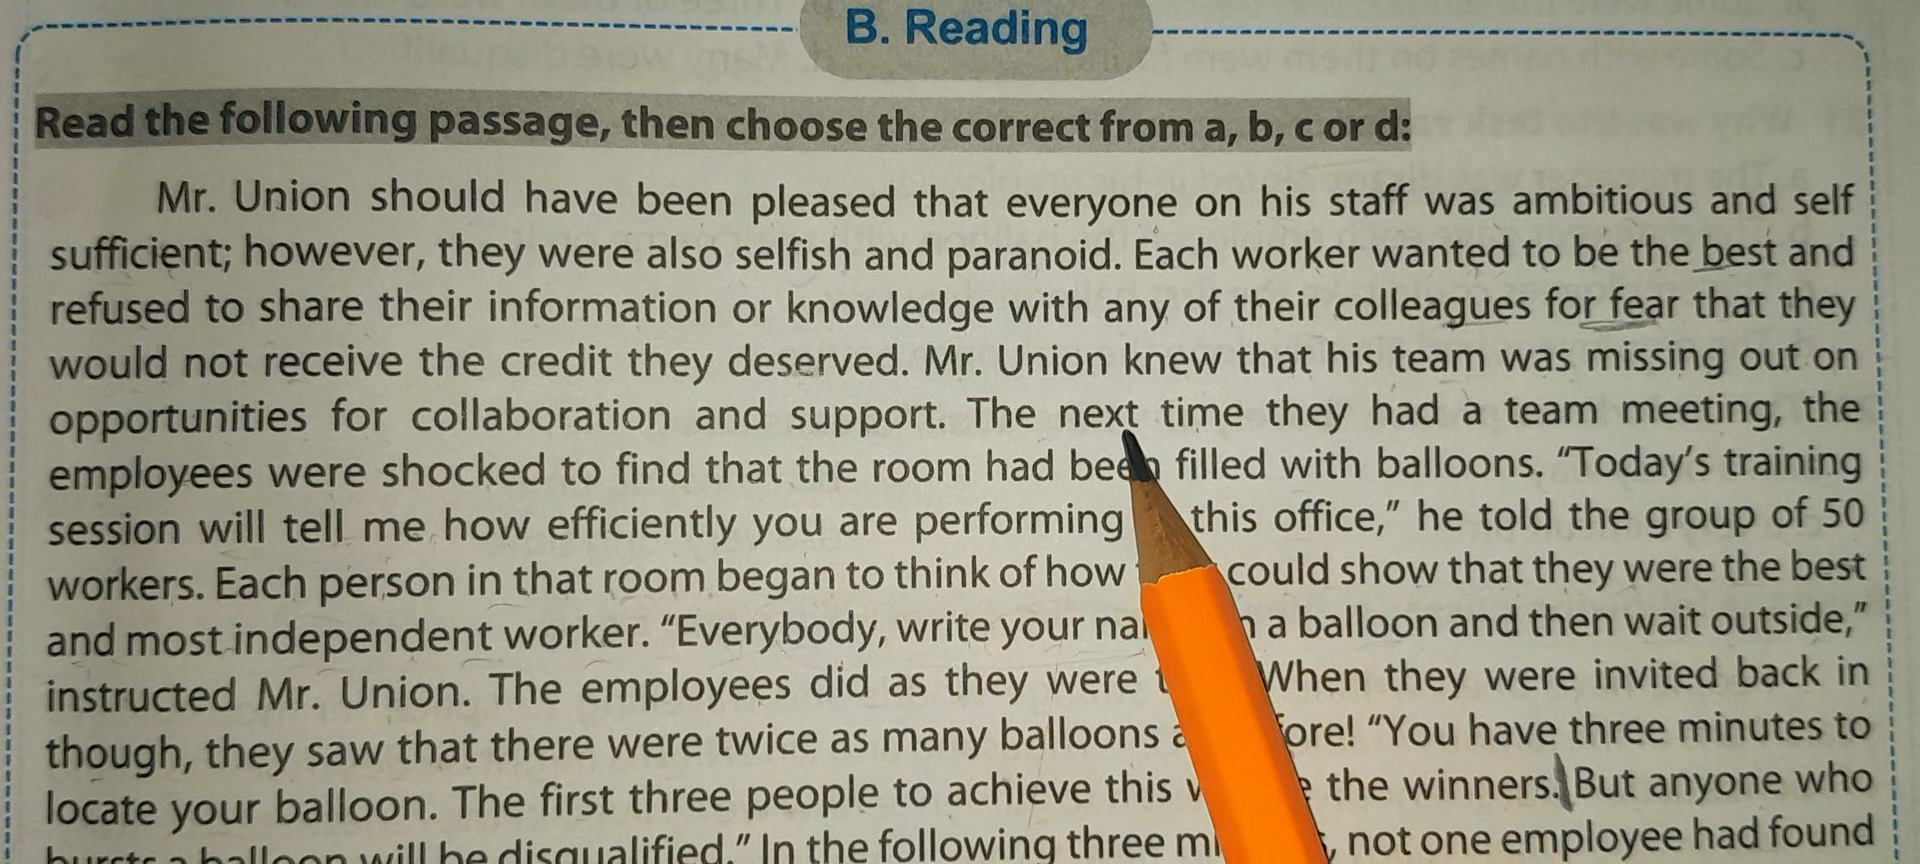 B. Reading
Read the following passage, then choose the correct from a, b, c or d:
Mr. Union should have been pleased that everyone on his staff was ambitious and self
sufficient; however, they were also selfish and paranoid. Each worker wanted to be the best and
refused to share their information or knowledge with any of their colleagues for fear that they
would not receive the credit they deserved. Mr. Union knew that his team was missing out on
opportunities for collaboration and support. The next time they had a team meeting, the
employees were shocked to find that the room had been filled with balloons. “Today’s training
session will tell me how efficiently you are performing this office,” he told the group of 50
workers. Each person in that room began to think of how could show that they were the best
and most independent worker. “Everybody, write your a balloon and then wait outside,”
instructed Mr. Union. The employees did as they were When they were invited back in
though, they saw that there were twice as many balloons “You have three minutes to
locate your balloon. The first three people to achieve this the winners. But anyone who
balloon will be disqualified.” In the following three not one employee had found